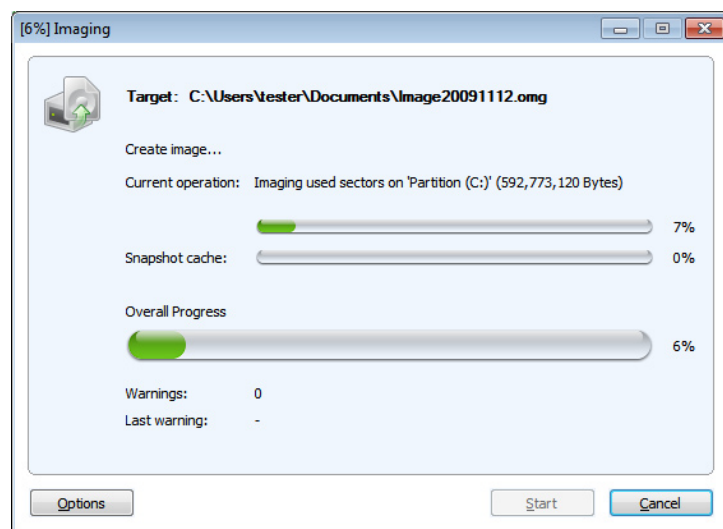 [6%] Imaging
Target: C:\Users\tester\Documents\Image20091112.omg
Create image...
Current operation: Imaging used sectors on 'Partition (C:)' (592,773,120 Bytes)
7%
Snapshot cache: 0%
Overall Progress
6%
Warnings: 0
Last warning: -
Options Start Cancel